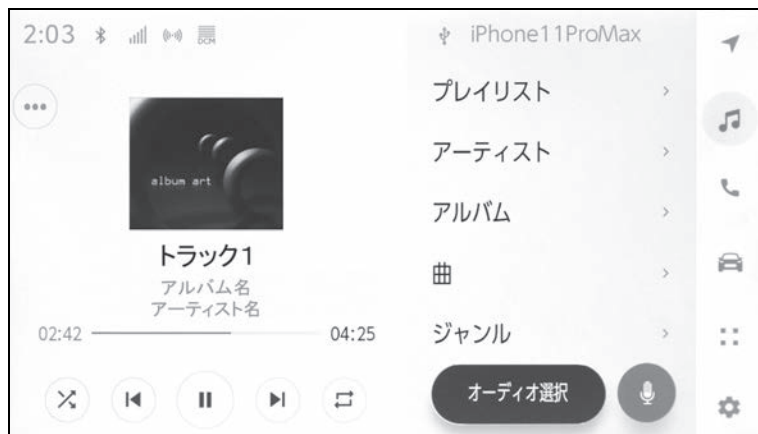 2:03
DCM
album art
トラック1
アルバム名
アーティスト名
02:42
04:25
iPhone11ProMax
プレイリスト
アーティスト
アルバム
曲
ジャンル
オーディオ選択